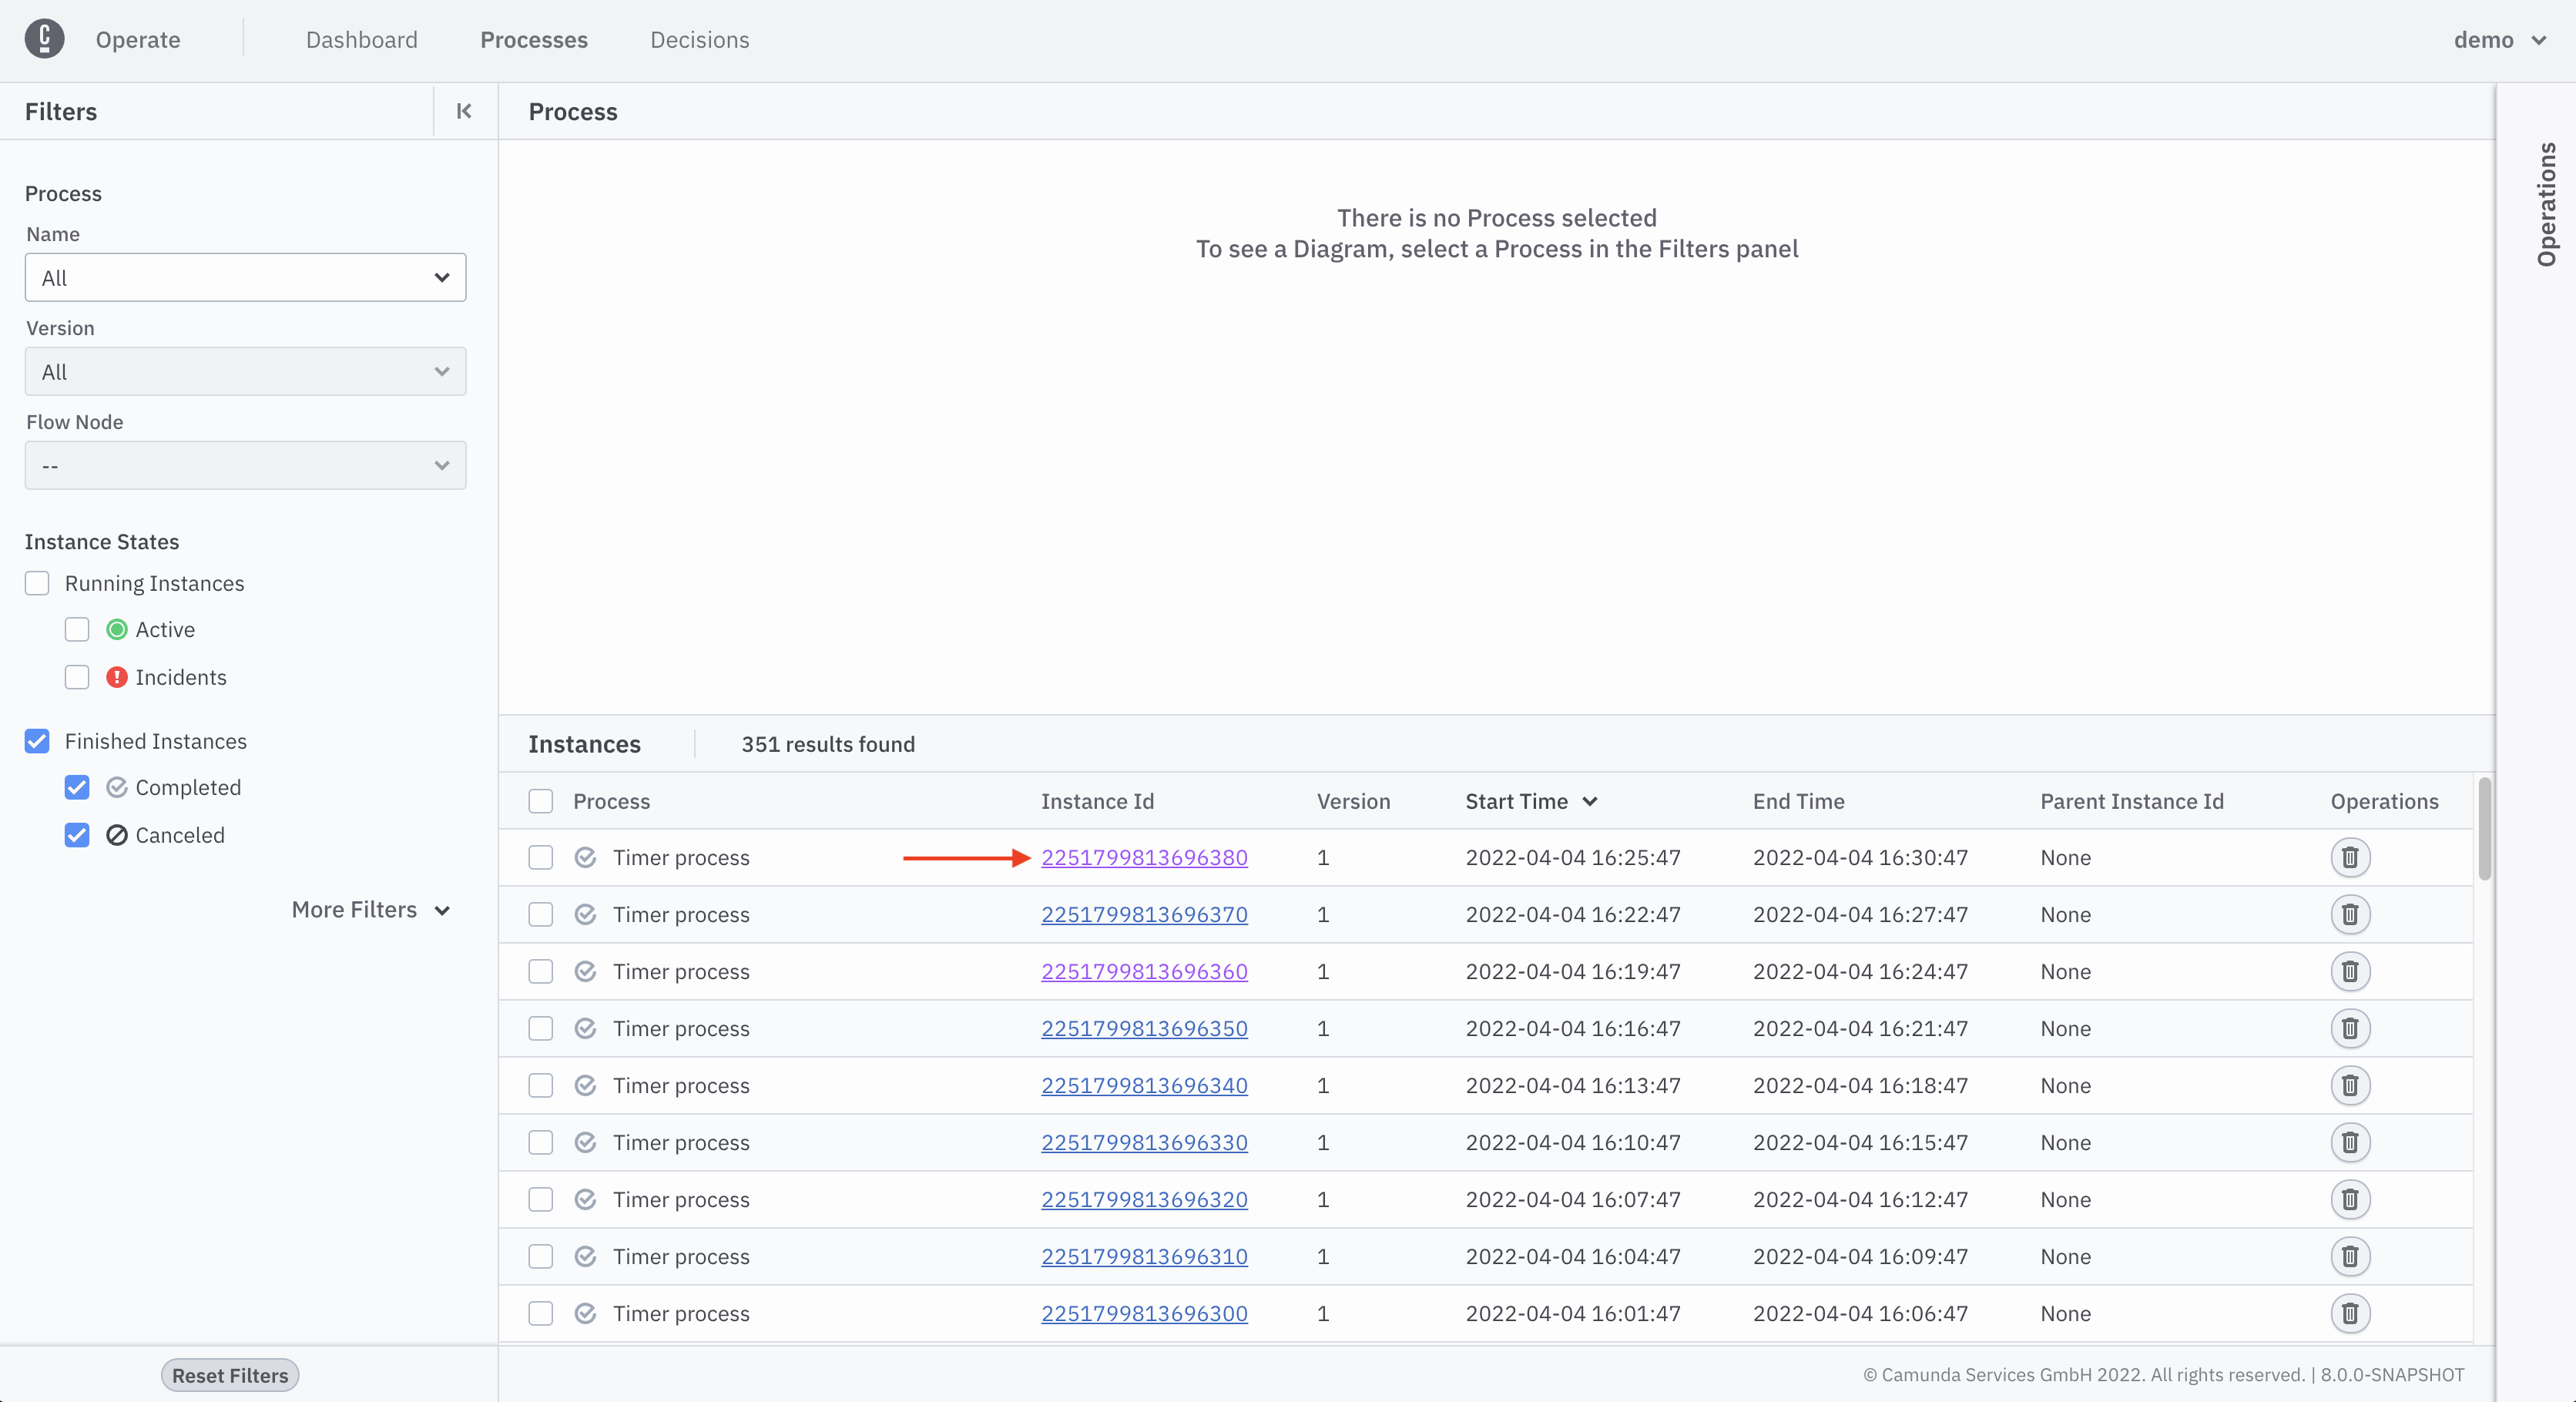 Operate Dashboard Processes Decisions demo
Filters
Process
Name
All
Version
All
Flow Node
--
Instance States
Running Instances
Active
Incidents
Finished Instances
Completed
Canceled
More Filters
Reset Filters
Process
There is no Process selected
To see a Diagram, select a Process in the Filters panel
Instances 351 results found
Process Instance Id Version Start Time End Time Parent Instance Id Operations
Timer process 2251799813696380 1 2022-04-04 16:25:47 2022-04-04 16:30:47 None
Timer process 2251799813696370 1 2022-04-04 16:22:47 2022-04-04 16:27:47 None
Timer process 2251799813696360 1 2022-04-04 16:19:47 2022-04-04 16:24:47 None
Timer process 2251799813696350 1 2022-04-04 16:16:47 2022-04-04 16:21:47 None
Timer process 2251799813696340 1 2022-04-04 16:13:47 2022-04-04 16:18:47 None
Timer process 2251799813696330 1 2022-04-04 16:10:47 2022-04-04 16:15:47 None
Timer process 2251799813696320 1 2022-04-04 16:07:47 2022-04-04 16:12:47 None
Timer process 2251799813696310 1 2022-04-04 16:04:47 2022-04-04 16:09:47 None
Timer process 2251799813696300 1 2022-04-04 16:01:47 2022-04-04 16:06:47 None
© Camunda Services GmbH 2022. All rights reserved. | 8.0.0-SNAPSHOT
Operations